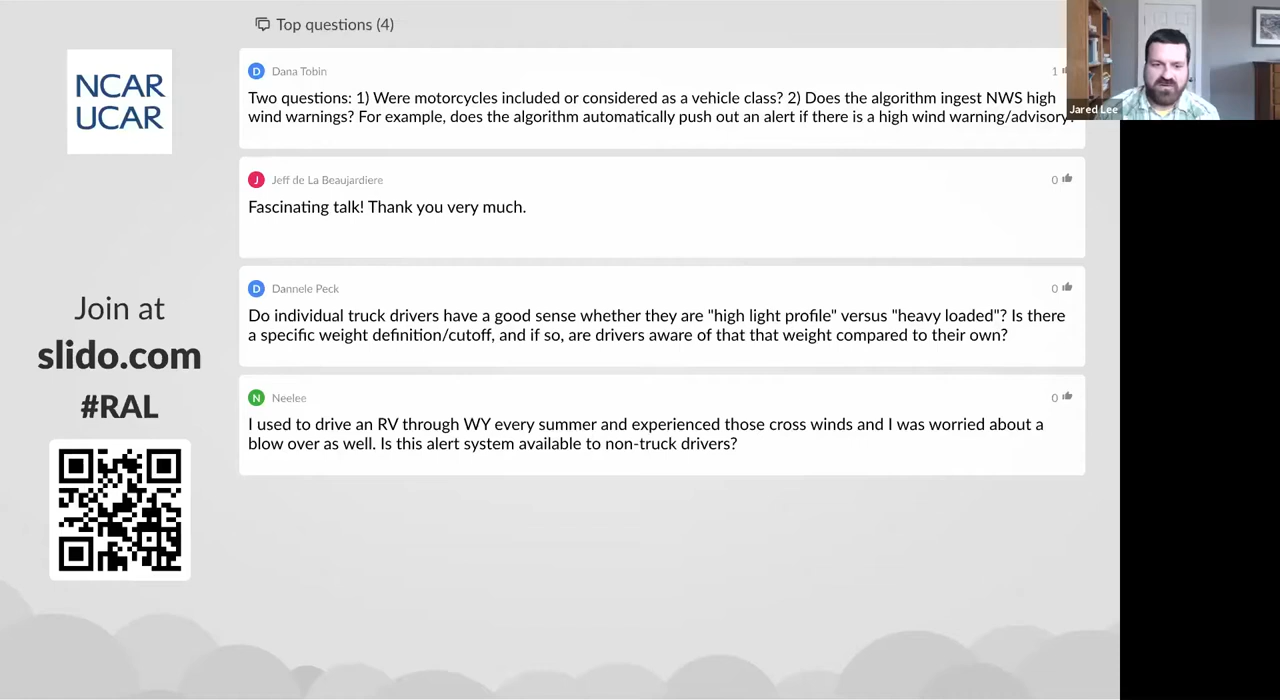 Top questions (4)
NCAR
UCAR
D Dana Tobin 1
Two questions: 1) Were motorcycles included or considered as a vehicle class? 2) Does the algorithm ingest NWS high
wind warnings? For example, does the algorithm automatically push out an alert if there is a high wind warning/advisory?
Jared Lee
J Jeff de La Beaujardiere 0
Fascinating talk! Thank you very much.
D Dannele Peck 0
Do individual truck drivers have a good sense whether they are "high light profile" versus "heavy loaded"? Is there
a specific weight definition/cutoff, and if so, are drivers aware of that that weight compared to their own?
N Neelee 0
I used to drive an RV through WY every summer and experienced those cross winds and I was worried about a
blow over as well. Is this alert system available to non-truck drivers?
Join at
slido.com
#RAL